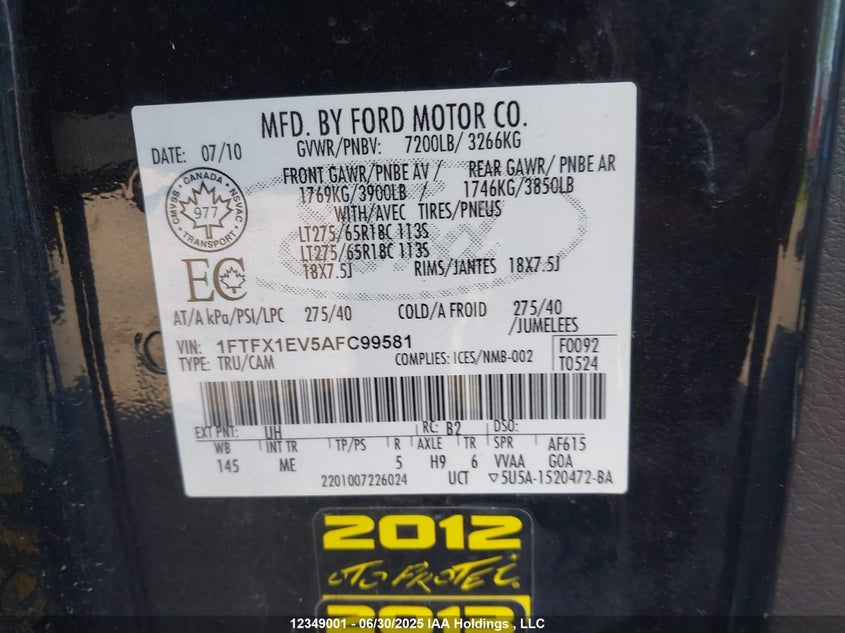 MFD. BY FORD MOTOR CO.
DATE: 07/10 GVWR/PNBV: 7200LB/ 3266KG
FRONT GAWR/PNBE AV / REAR GAWR/ PNBE AR
1769KG/3900LB / 1746KG/3850LB
WITH/AVEC TIRES/PNEUS
LT275/65R18C 113S
LT275/65R18C 113S
18X7.5J RIMS/JANTES 18X7.5J
CANADA
CMVSS NSVAC
977
TRANSPORT
EC
AT/A kPa/PSI/LPC 275/40 COLD/A FROID 275/40
/JUMELEES
VIN: 1FTFX1EV5AFC99581
TYPE: TRU/CAM COMPLIES: ICES/NMB-002
F0092
T0524
EXT PNT: UH RC: B2 DSO:
WB INT TR TP/PS R AXLE TR SPR AF615
145 ME 5 H9 6 VVAA GOA
2201007226024 UCT ▽5U5A-1520472-BA
2012
OTO PROTEC
2012
12349001 - 06/30/2025 IAA Holdings , LLC